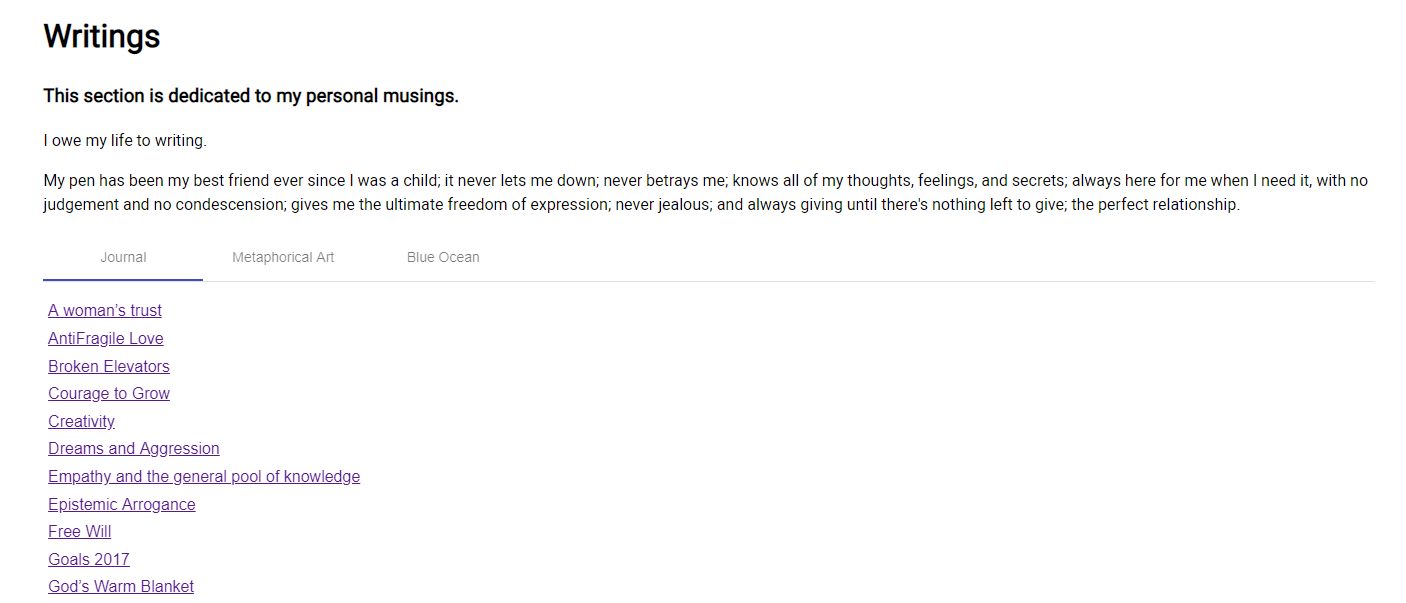 Writings
This section is dedicated to my personal musings.
I owe my life to writing.
My pen has been my best friend ever since I was a child; it never lets me down; never betrays me; knows all of my thoughts, feelings, and secrets; always here for me when I need it, with no
judgement and no condescension; gives me the ultimate freedom of expression; never jealous; and always giving until there's nothing left to give; the perfect relationship.
Journal Metaphorical Art Blue Ocean
A woman’s trust
AntiFragile Love
Broken Elevators
Courage to Grow
Creativity
Dreams and Aggression
Empathy and the general pool of knowledge
Epistemic Arrogance
Free Will
Goals 2017
God’s Warm Blanket